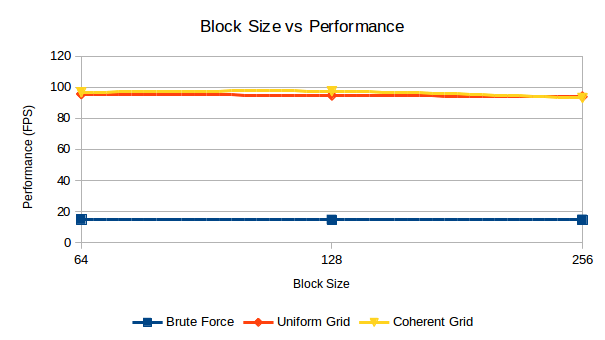 Block Size vs Performance
120
100
80
60
40
20
0
Performance (FPS)
64 128 256
Block Size
Brute Force Uniform Grid Coherent Grid